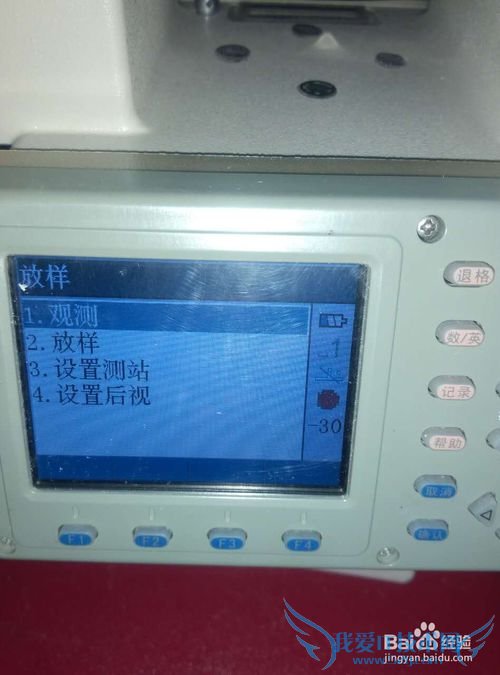 放样
1.观测
2.放样
3.设置测站
4.设置后视
1
-30
退格
数/英
记录
帮助
取消
确认
F1
F2
F3
F4
Baidu经验
jingyan.baidu.com